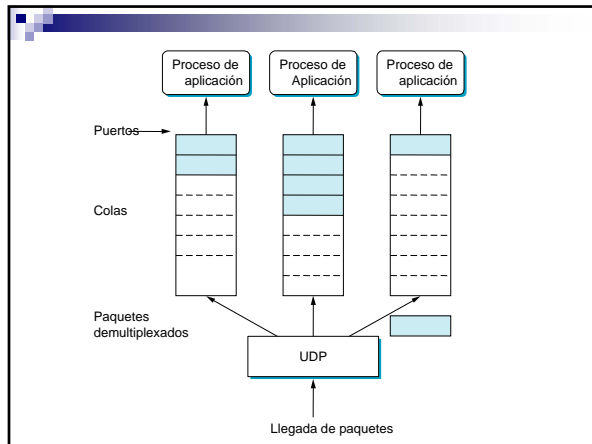 Proceso de
aplicación
Proceso de
Aplicación
Proceso de
aplicación
Puertos
Colas
Paquetes
demultiplexados
UDP
Llegada de paquetes